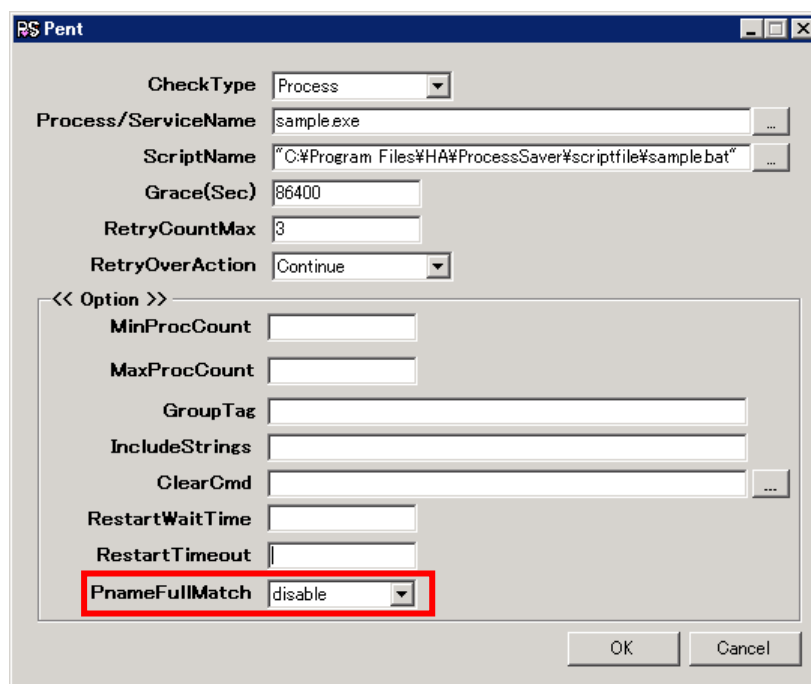 PS Pent
CheckType Process
Process/ServiceName sample.exe ...
ScriptName "C:¥Program Files¥HA¥ProcessSaver¥scriptfile¥sample.bat" ...
Grace(Sec) 86400
RetryCountMax 3
RetryOverAction Continue
<< Option >>
MinProcCount
MaxProcCount
GroupTag
IncludeStrings
ClearCmd ...
RestartWaitTime
RestartTimeout
PnameFullMatch disable
OK Cancel